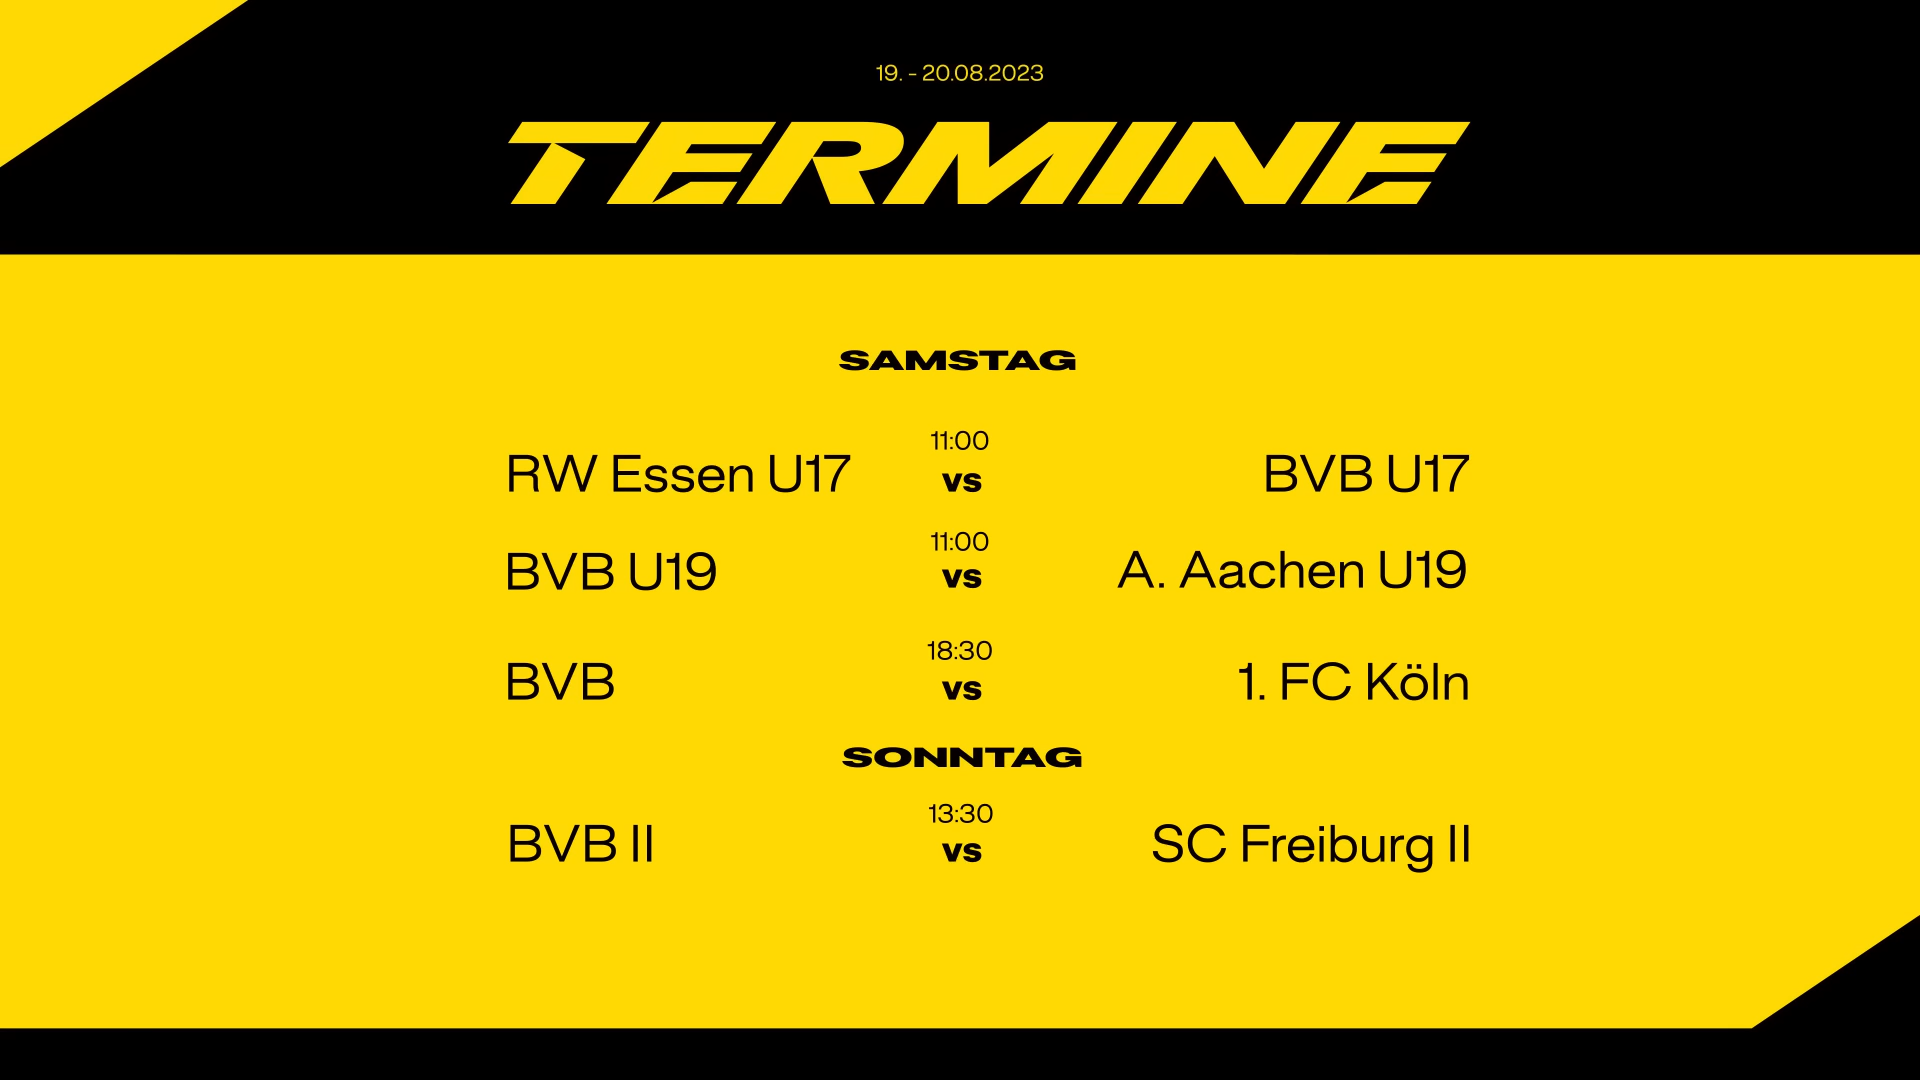 19. - 20.08.2023
TERMINE
SAMSTAG
11:00
RW Essen U17 vs BVB U17
11:00
BVB U19 vs A. Aachen U19
18:30
BVB vs 1. FC Köln
SONNTAG
13:30
BVB II vs SC Freiburg II